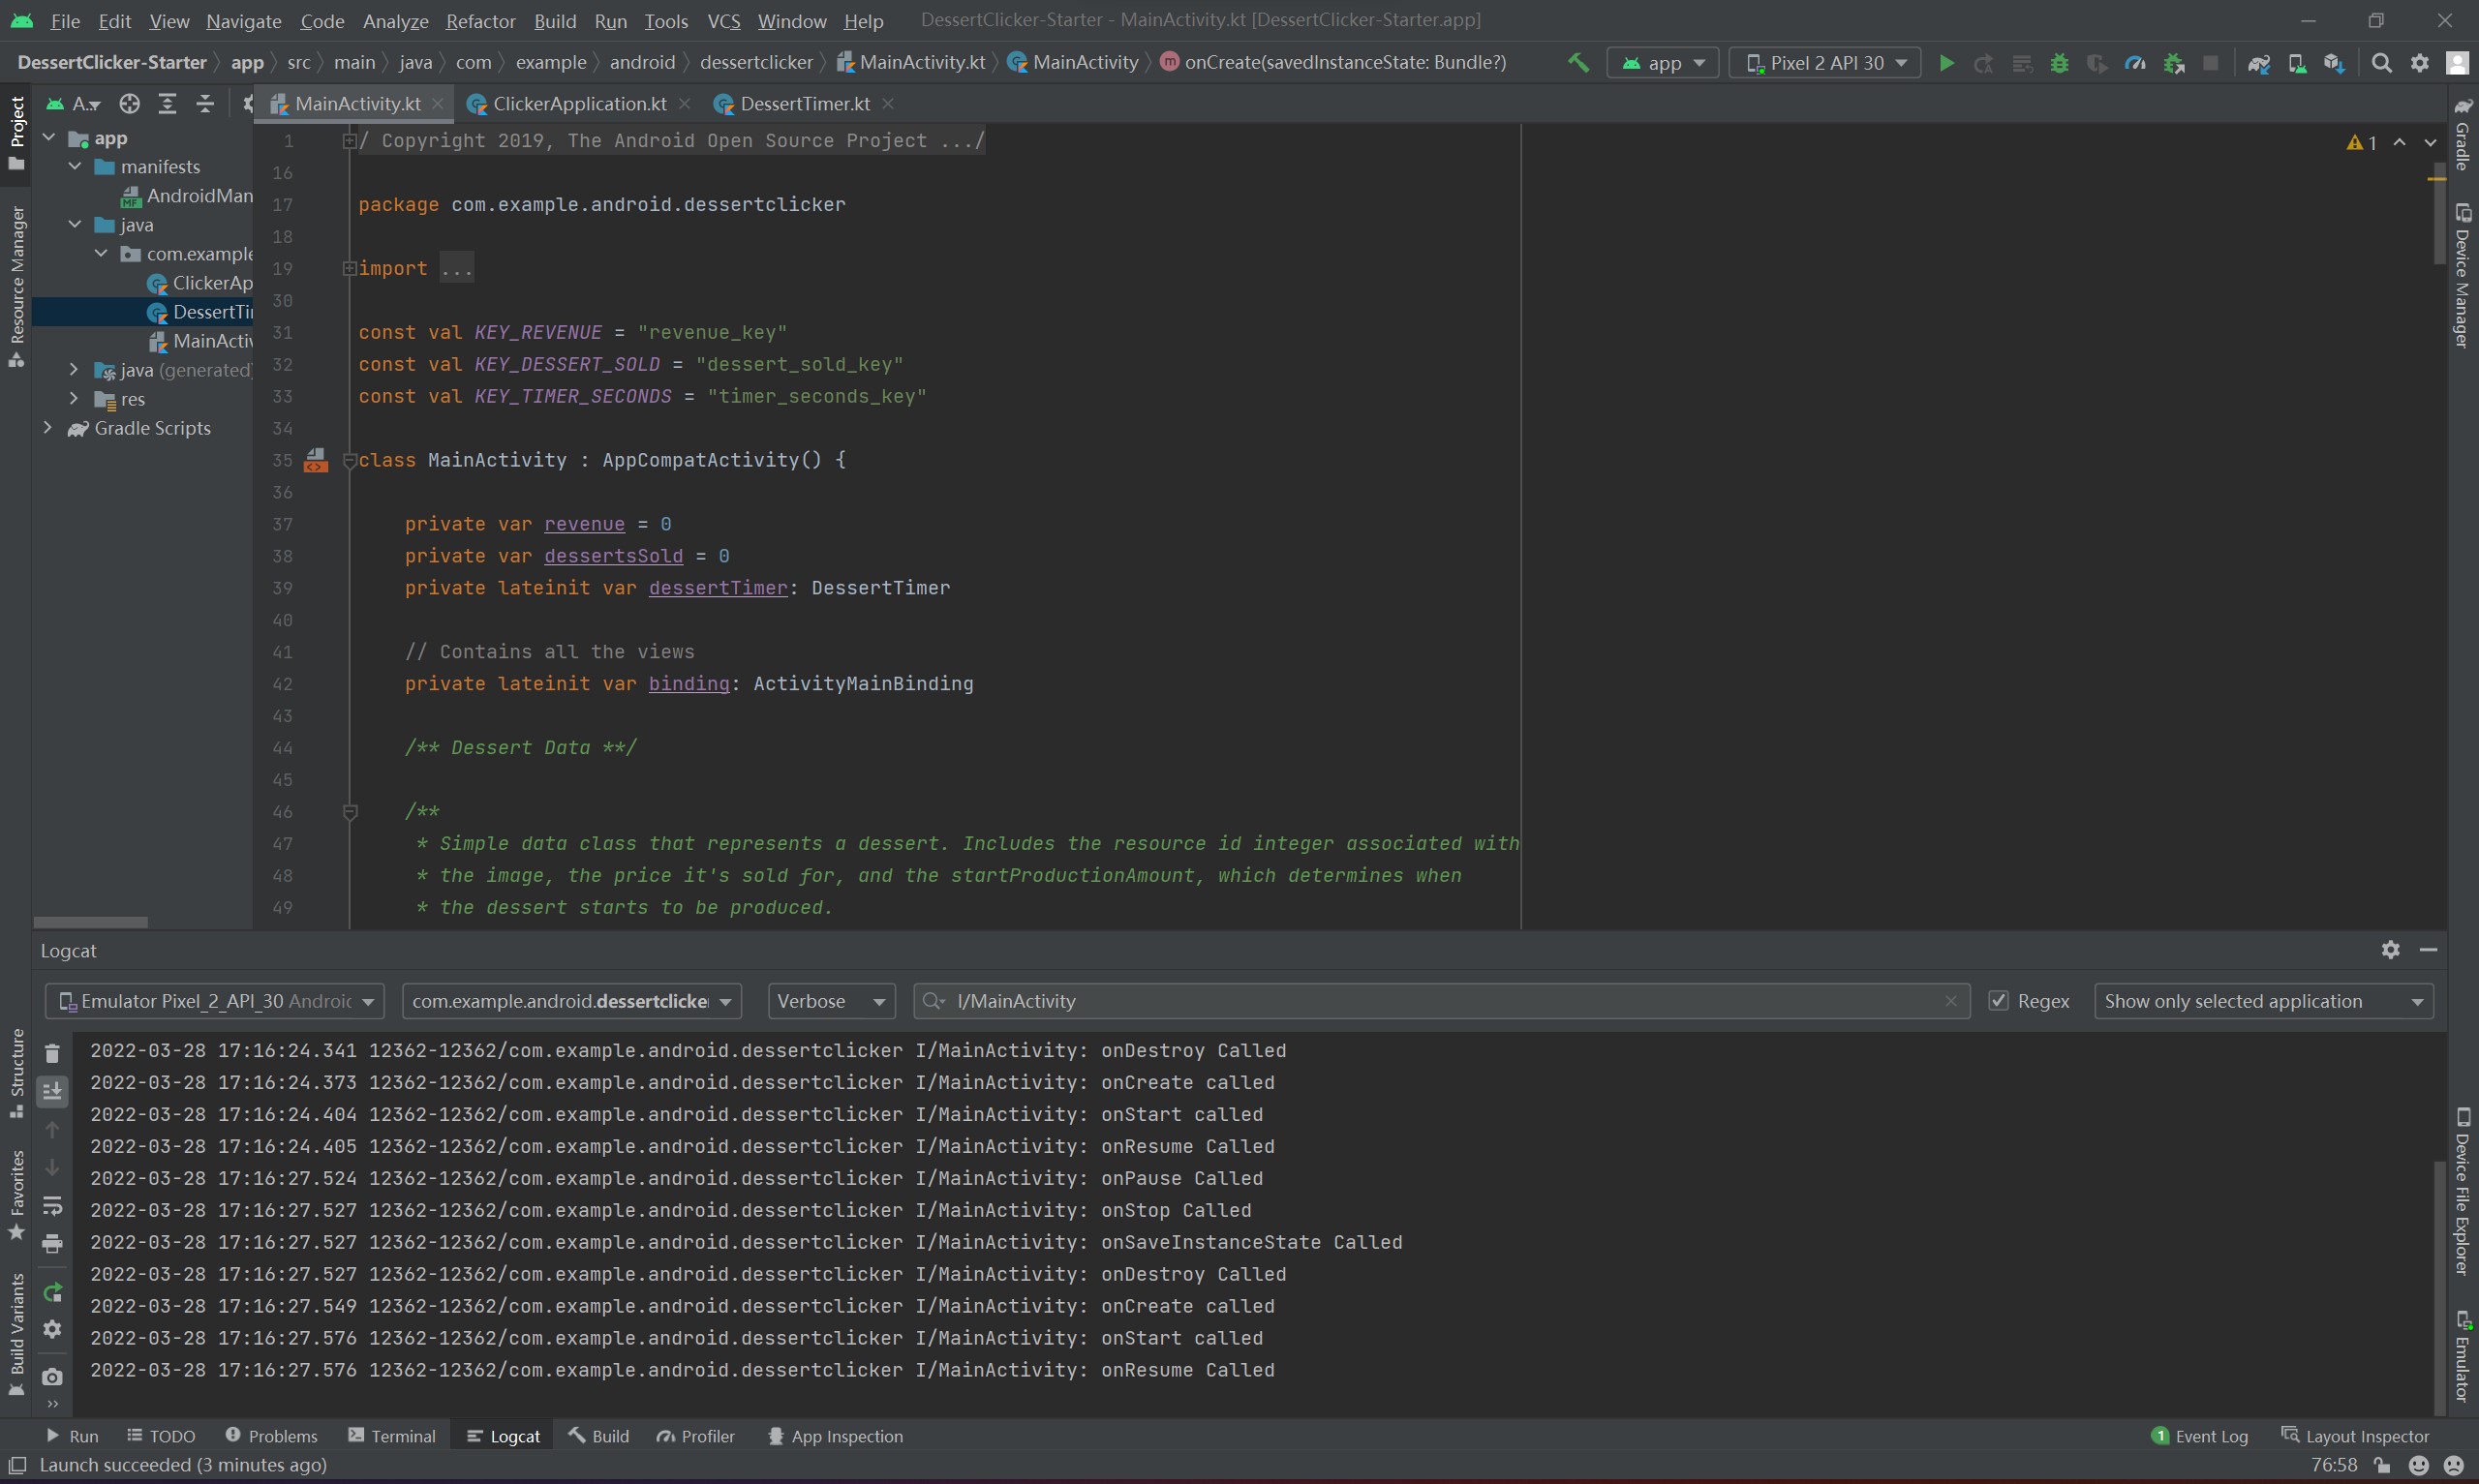 File Edit View Navigate Code Analyze Refactor Build Run Tools VCS Window Help DessertClicker-Starter - MainActivity.kt [DessertClicker-Starter.app]
DessertClicker-Starter app src main java com example android dessertclicker MainActivity.kt MainActivity onCreate(savedInstanceState: Bundle?) app Pixel 2 API 30
Project
Resource Manager
Structure
Favorites
Build Variants
A..
app
manifests
AndroidMan
java
com.example
ClickerAp
DessertTi
MainActiv
java (generated)
res
Gradle Scripts
MainActivity.kt ClickerApplication.kt DessertTimer.kt
1 / Copyright 2019, The Android Open Source Project .../
16
17 package com.example.android.dessertclicker
18
19 import ...
30
31 const val KEY_REVENUE = "revenue_key"
32 const val KEY_DESSERT_SOLD = "dessert_sold_key"
33 const val KEY_TIMER_SECONDS = "timer_seconds_key"
34
35 class MainActivity : AppCompatActivity() {
36
37 private var revenue = 0
38 private var dessertsSold = 0
39 private lateinit var dessertTimer: DessertTimer
40
41 // Contains all the views
42 private lateinit var binding: ActivityMainBinding
43
44 /** Dessert Data **/
45
46 /**
47 * Simple data class that represents a dessert. Includes the resource id integer associated with
48 * the image, the price it's sold for, and the startProductionAmount, which determines when
49 * the dessert starts to be produced.
1
Gradle
Device Manager
Device File Explorer
Emulator
Logcat
Emulator Pixel_2_API_30 Androic com.example.android.dessertclicke Verbose I/MainActivity Regex Show only selected application
2022-03-28 17:16:24.341 12362-12362/com.example.android.dessertclicker I/MainActivity: onDestroy Called
2022-03-28 17:16:24.373 12362-12362/com.example.android.dessertclicker I/MainActivity: onCreate called
2022-03-28 17:16:24.404 12362-12362/com.example.android.dessertclicker I/MainActivity: onStart called
2022-03-28 17:16:24.405 12362-12362/com.example.android.dessertclicker I/MainActivity: onResume Called
2022-03-28 17:16:27.524 12362-12362/com.example.android.dessertclicker I/MainActivity: onPause Called
2022-03-28 17:16:27.527 12362-12362/com.example.android.dessertclicker I/MainActivity: onStop Called
2022-03-28 17:16:27.527 12362-12362/com.example.android.dessertclicker I/MainActivity: onSaveInstanceState Called
2022-03-28 17:16:27.527 12362-12362/com.example.android.dessertclicker I/MainActivity: onDestroy Called
2022-03-28 17:16:27.549 12362-12362/com.example.android.dessertclicker I/MainActivity: onCreate called
2022-03-28 17:16:27.576 12362-12362/com.example.android.dessertclicker I/MainActivity: onStart called
2022-03-28 17:16:27.576 12362-12362/com.example.android.dessertclicker I/MainActivity: onResume Called
Run TODO Problems Terminal Logcat Build Profiler App Inspection 1 Event Log Layout Inspector
Launch succeeded (3 minutes ago) 76:58